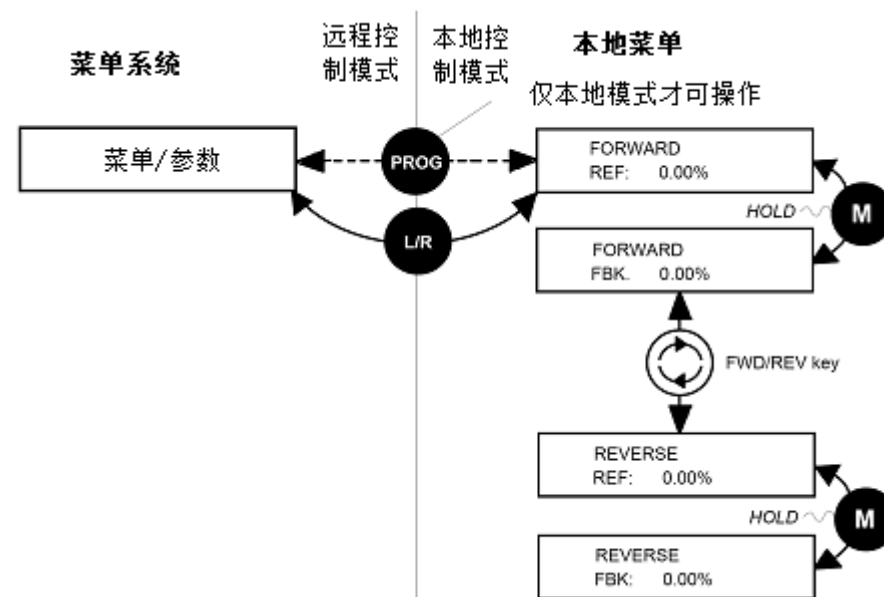 菜单系统
远程控
制模式
本地控
制模式
本地菜单
仅本地模式才可操作
菜单/参数
PROG
L/R
FORWARD
REF: 0.00%
HOLD
M
FORWARD
FBK. 0.00%
FWD/REV key
REVERSE
REF: 0.00%
HOLD
M
REVERSE
FBK: 0.00%